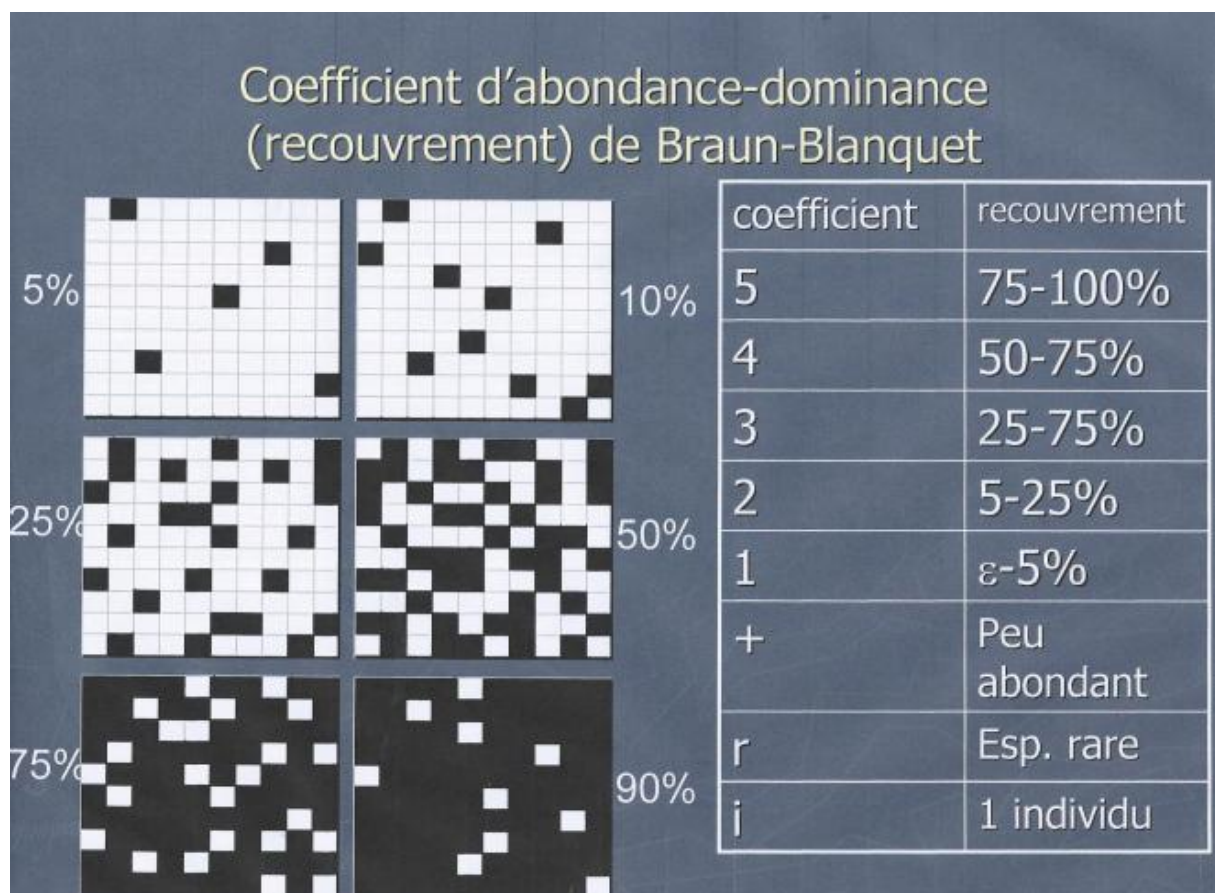 Coefficient d'abondance-dominance
(recouvrement) de Braun-Blanquet
5%
10%
25%
50%
75%
90%
coefficient recouvrement
5 75-100%
4 50-75%
3 25-75%
2 5-25%
1 ε-5%
+ Peu
abondant
r Esp. rare
i 1 individu